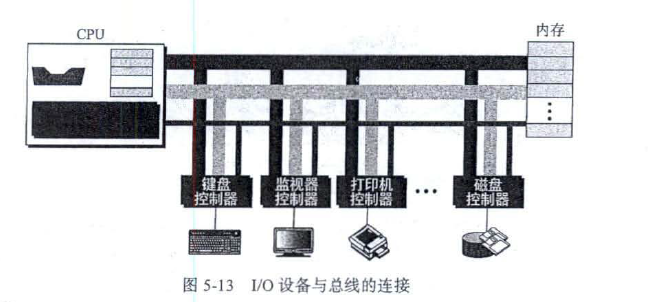 CPU
内存
键盘
控制器
监视器
控制器
打印机
控制器
磁盘
控制器
图 5-13 I/O 设备与总线的连接